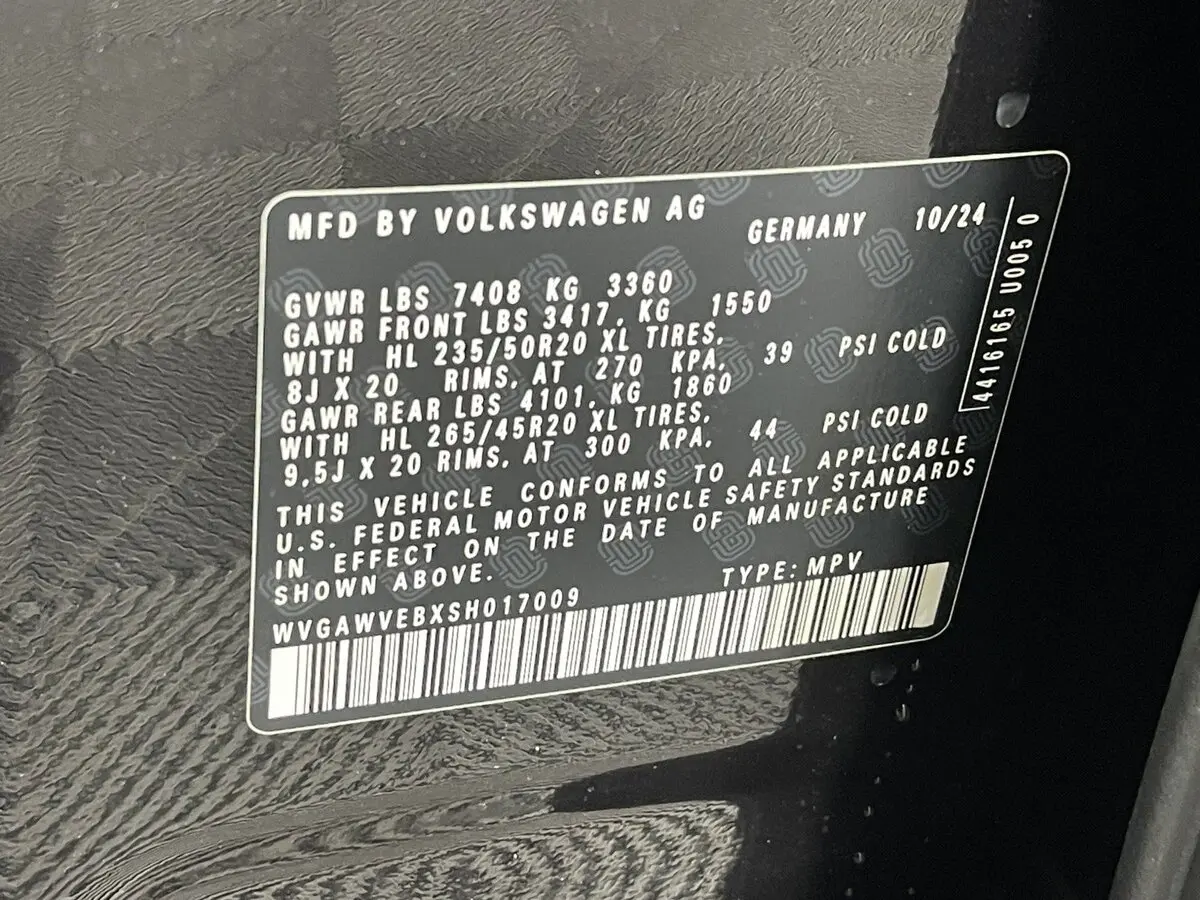 MFD BY VOLKSWAGEN AG GERMANY 10/24
GVWR LBS 7408 KG 3360
GAWR FRONT LBS 3417, KG 1550
WITH HL 235/50R20 XL TIRES,
8J X 20 RIMS, AT 270 KPA, 39 PSI COLD
GAWR REAR LBS 4101, KG 1860
WITH HL 265/45R20 XL TIRES,
9,5J X 20 RIMS, AT 300 KPA, 44 PSI COLD
THIS VEHICLE CONFORMS TO ALL APPLICABLE
U.S. FEDERAL MOTOR VEHICLE SAFETY STANDARDS
IN EFFECT ON THE DATE OF MANUFACTURE
SHOWN ABOVE.
TYPE: MPV
WVGAWVEBXSH017009
4416165 U005 0